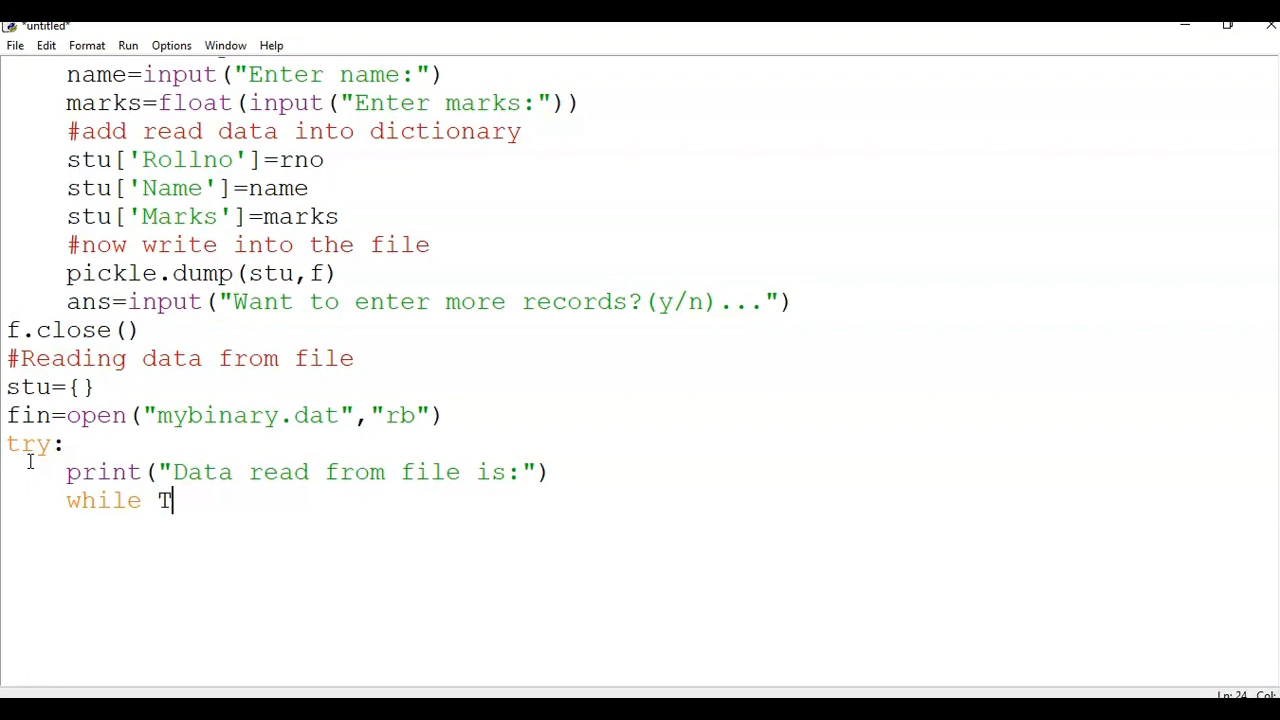 *untitled*
File Edit Format Run Options Window Help
    name=input("Enter name:")
    marks=float(input("Enter marks:"))
    #add read data into dictionary
    stu['Rollno']=rno
    stu['Name']=name
    stu['Marks']=marks
    #now write into the file
    pickle.dump(stu,f)
    ans=input("Want to enter more records?(y/n)...")
f.close()
#Reading data from file
stu={}
fin=open("mybinary.dat","rb")
try:
    print("Data read from file is:")
    while T
Ln: 24 Col: